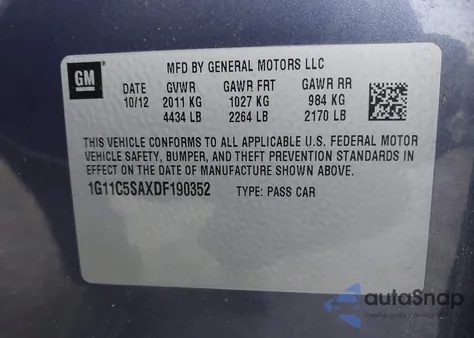 GM
MFD BY GENERAL MOTORS LLC
DATE GVWR GAWR FRT GAWR RR
10/12 2011 KG 1027 KG 984 KG
4434 LB 2264 LB 2170 LB
THIS VEHICLE CONFORMS TO ALL APPLICABLE U.S. FEDERAL MOTOR
VEHICLE SAFETY, BUMPER, AND THEFT PREVENTION STANDARDS IN
EFFECT ON THE DATE OF MANUFACTURE SHOWN ABOVE.
1G11C5SAXDF190352 TYPE: PASS CAR
autoSnap